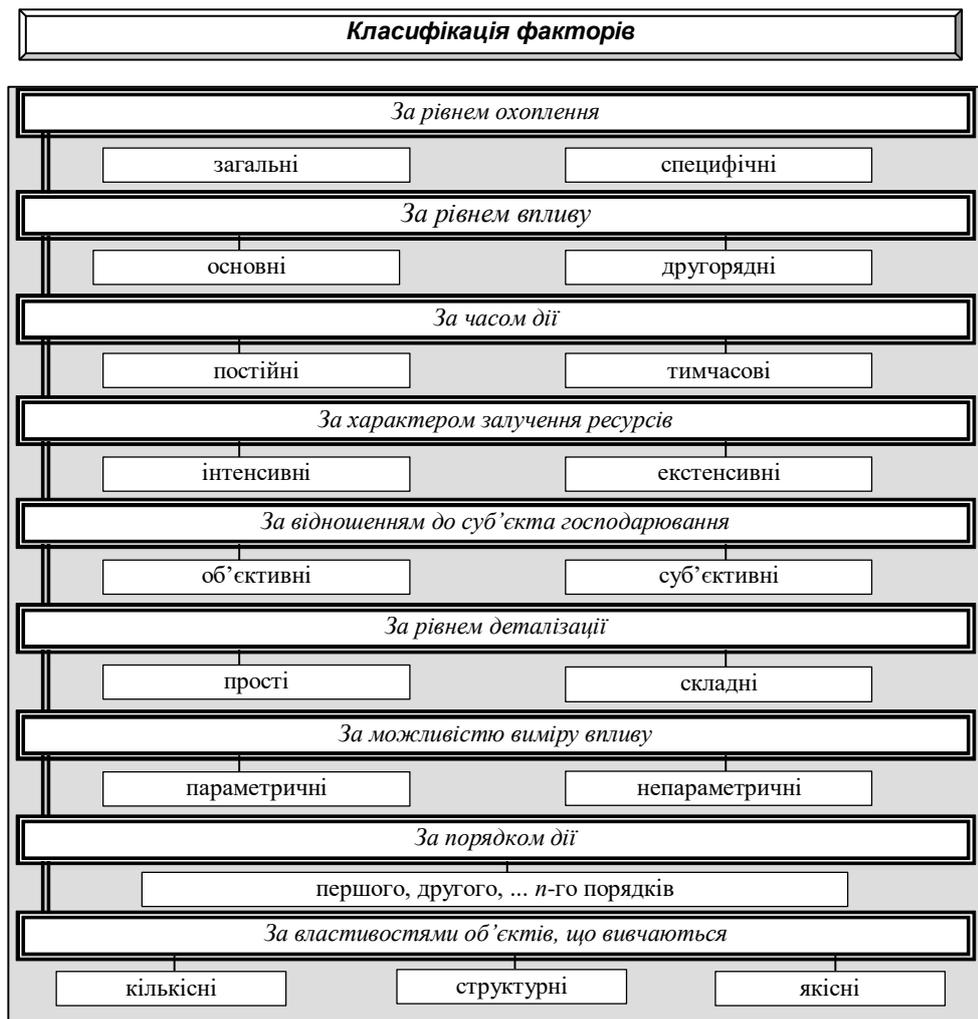 Класифікація факторів
За рівнем охоплення
загальні специфічні
За рівнем впливу
основні другорядні
За часом дії
постійні тимчасові
За характером залучення ресурсів
інтенсивні екстенсивні
За відношенням до суб’єкта господарювання
об’єктивні суб’єктивні
За рівнем деталізації
прості складні
За можливістю виміру впливу
параметричні непараметричні
За порядком дії
першого, другого, ... n-го порядків
За властивостями об’єктів, що вивчаються
кількісні структурні якісні